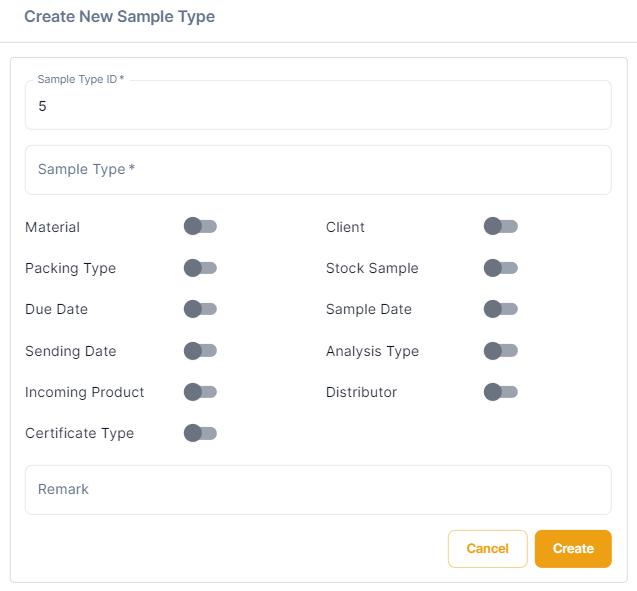 Create New Sample Type
Sample Type ID *
5
Sample Type *
Material
Client
Packing Type
Stock Sample
Due Date
Sample Date
Sending Date
Analysis Type
Incoming Product
Distributor
Certificate Type
Remark
Cancel
Create